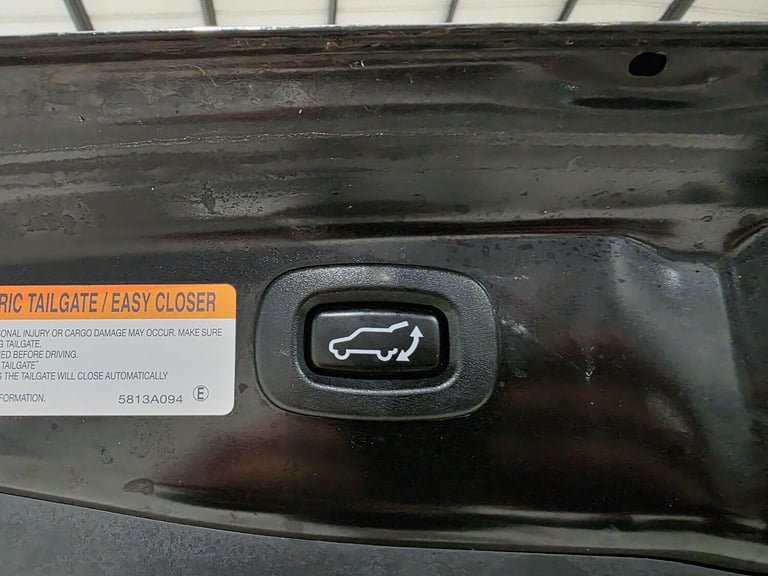 RIC TAILGATE / EASY CLOSER
SONAL INJURY OR CARGO DAMAGE MAY OCCUR. MAKE SURE
G TAILGATE.
ED BEFORE DRIVING.
TAILGATE"
S THE TAILGATE WILL CLOSE AUTOMATICALLY
FORMATION. 5813A094 E